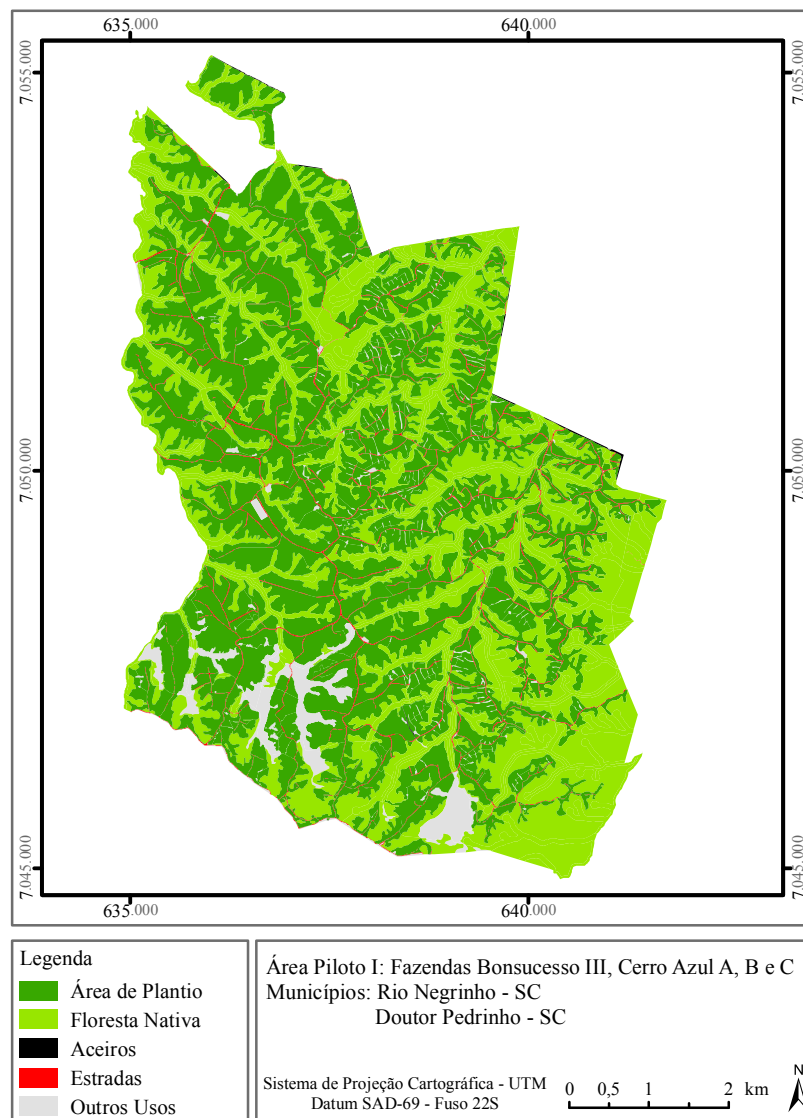 635.000 640.000
7.055.000 7.055.000
7.050.000 7.050.000
7.045.000 7.045.000
635.000 640.000
Legenda
Área de Plantio
Floresta Nativa
Aceiros
Estradas
Outros Usos
Área Piloto I: Fazendas Bonsucesso III, Cerro Azul A, B e C
Municípios: Rio Negrinho - SC
Doutor Pedrinho - SC
Sistema de Projeção Cartográfica - UTM
Datum SAD-69 - Fuso 22S
0 0,5 1 2 km
N